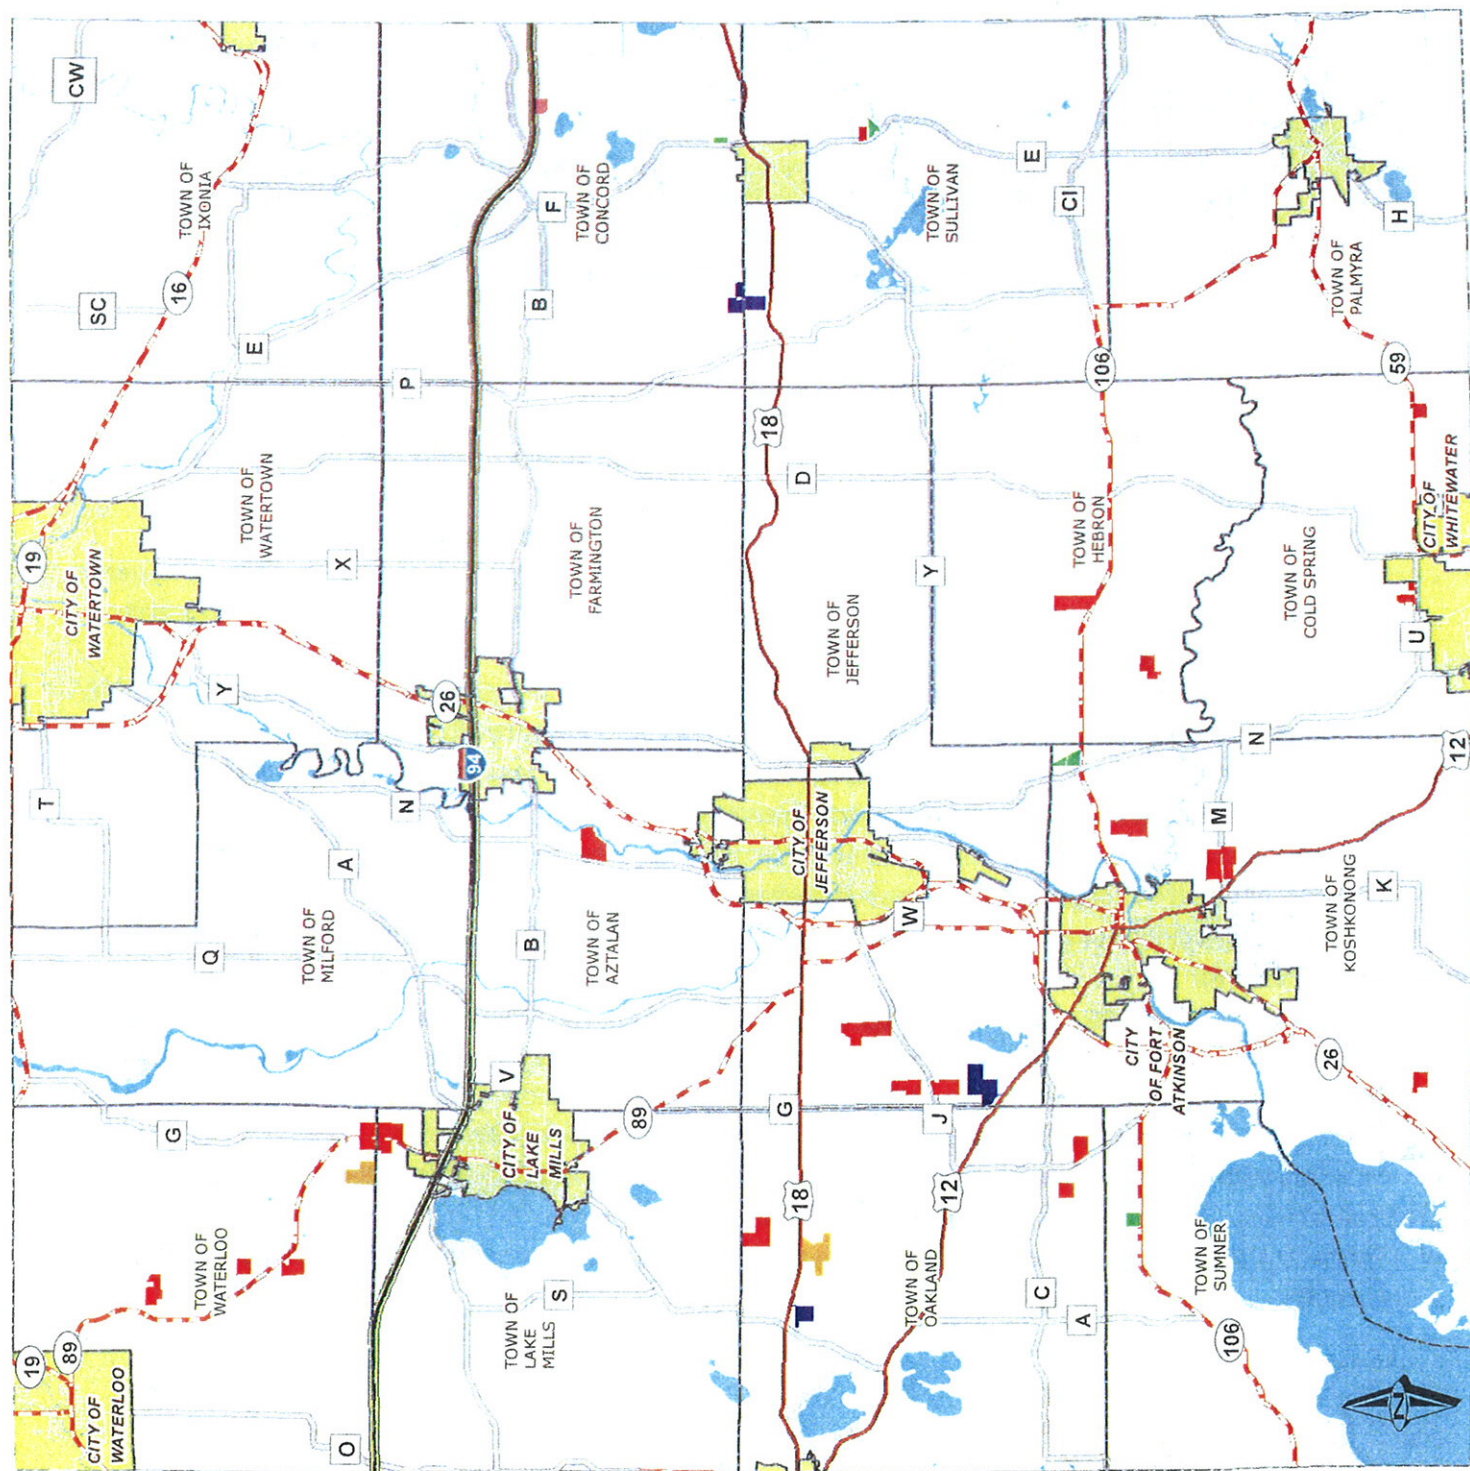 19
19
T
89
CITY OF
WATERLOO
CITY OF
WATERTOWN
CW
SC
G
16
TOWN OF
IXONIA
Q
TOWN OF
WATERLOO
Y
E
TOWN OF
WATERTOWN
TOWN OF
MILFORD
O
A
X
N
P
26
94
V
CITY OF
LAKE
MILLS
TOWN OF
LAKE
MILLS
B
B
F
S
TOWN OF
AZTALAN
TOWN OF
FARMINGTON
TOWN OF
CONCORD
89
18
G
18
D
CITY OF
JEFFERSON
TOWN OF
JEFFERSON
W
TOWN OF
OAKLAND
J
12
Y
TOWN OF
SULLIVAN
E
C
CI
A
TOWN OF
HEBRON
106
CITY
OF FORT
ATKINSON
TOWN OF
SUMNER
106
M
N
TOWN OF
COLD SPRING
26
TOWN OF
KOSHKONONG
TOWN OF
PALMYRA
K
59
H
U
CITY OF
WHITEWATER
12
N